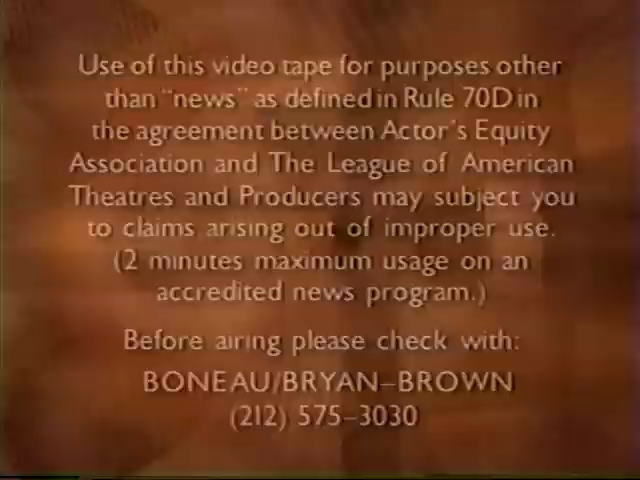 Use of this video tape for purposes other
than “news” as defined in Rule 70D in
the agreement between Actor's Equity
Association and The League of American
Theatres and Producers may subject you
to claims arising out of improper use.
(2 minutes maximum usage on an
accredited news program.)
Before airing please check with:
BONEAU/BRYAN–BROWN
(212) 575–3030